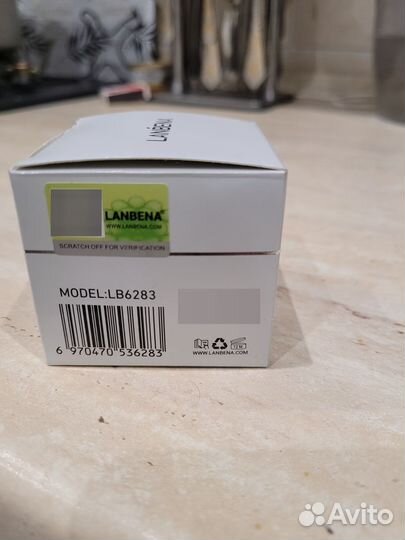 LANBENA
LANBENA
WWW.LANBENA.COM
SCRATCH OFF FOR VERIFICATION
MODEL:LB6283
6 970470 536283
WWW.LANBENA.COM
Avito